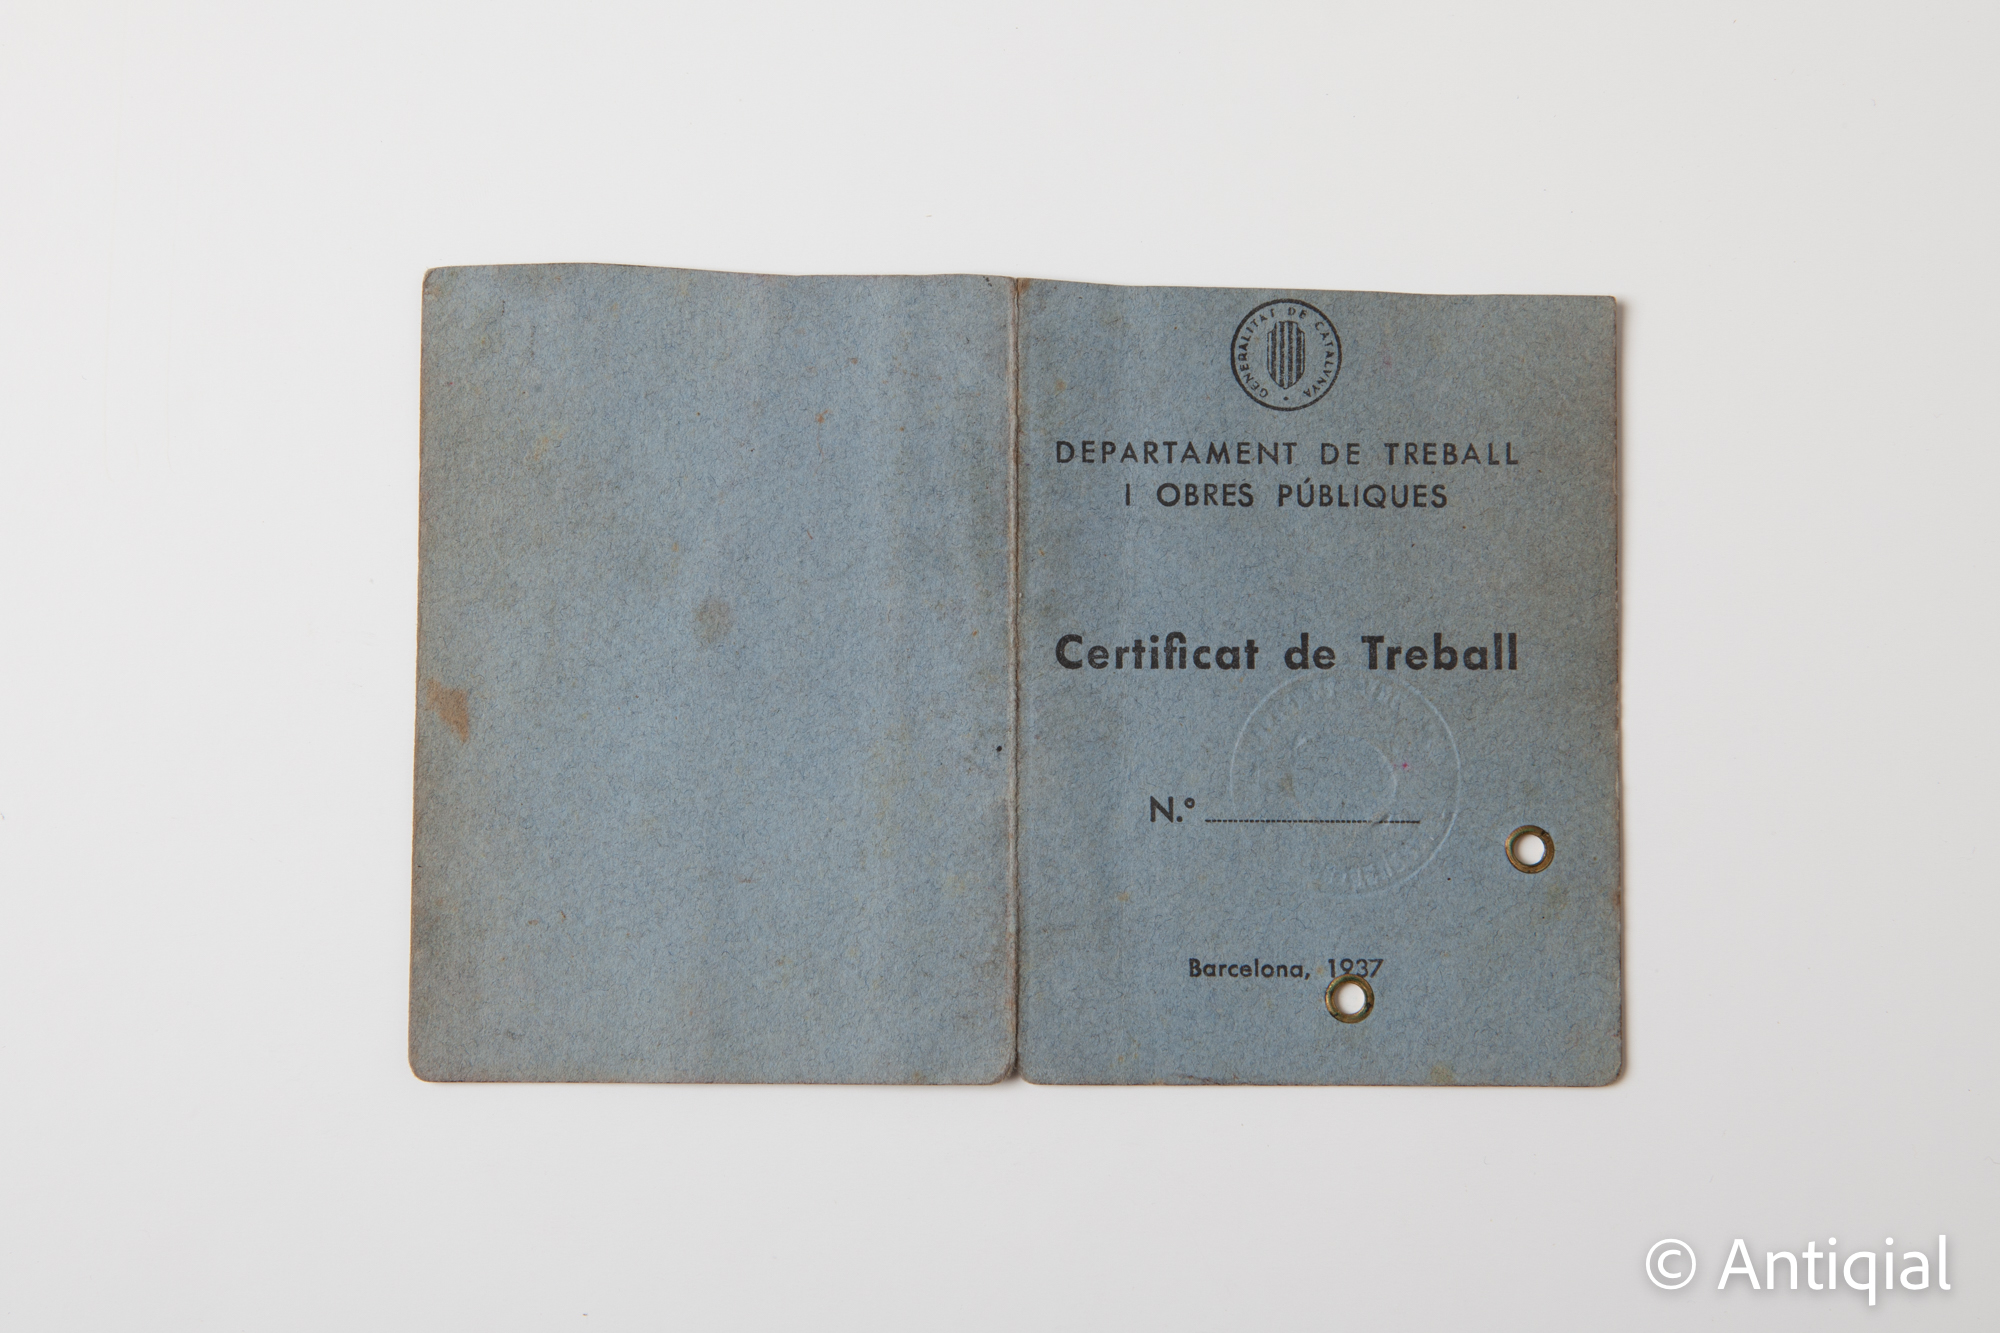 GENERALITAT DE CATALUNYA
DEPARTAMENT DE TREBALL
I OBRES PÚBLIQUES
Certificat de Treball
N.º
Barcelona, 1937
© Antiqial